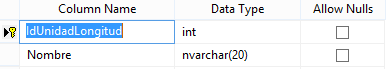 Column Name Data Type Allow Nulls
IdUnidadLongitud int
Nombre nvarchar(20)